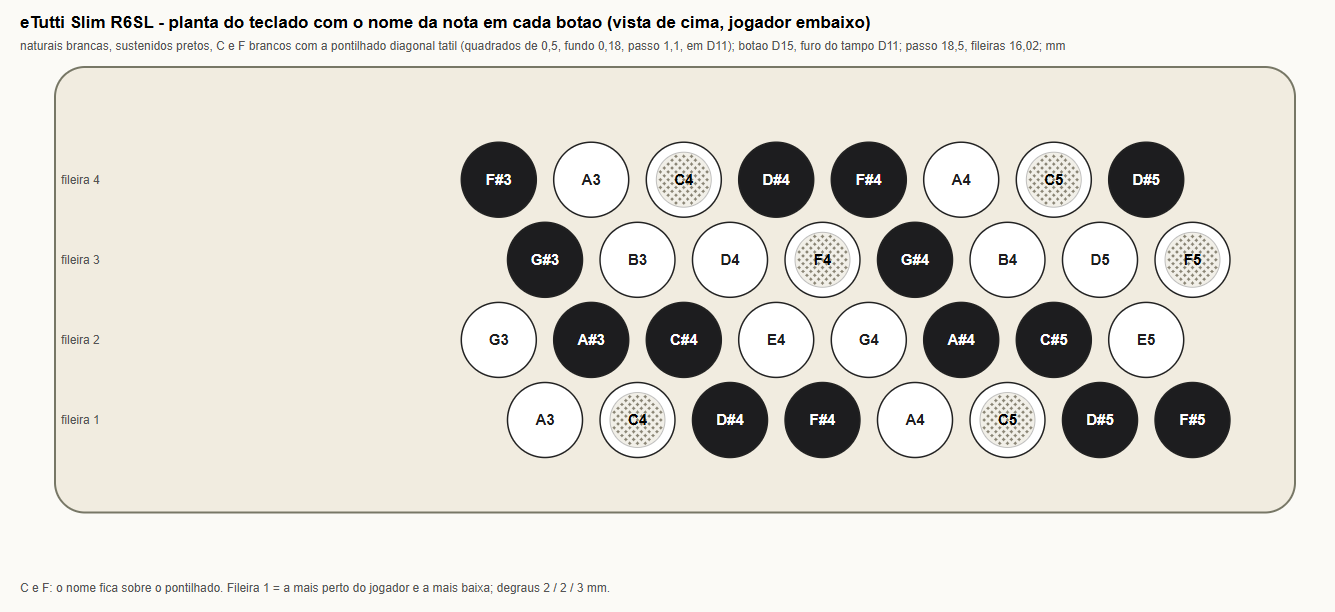 eTutti Slim R6SL - planta do teclado com o nome da nota em cada botao (vista de cima, jogador embaixo)
naturais brancas, sustenidos pretos, C e F brancos com a pontilhado diagonal tatil (quadrados de 0,5, fundo 0,18, passo 1,1, em D11); botao D15, furo do tampo D11; passo 18,5, fileiras 16,02; mm
fileira 4 F#3 A3 C4 D#4 F#4 A4 C5 D#5
fileira 3 G#3 B3 D4 F4 G#4 B4 D5 F5
fileira 2 G3 A#3 C#4 E4 G4 A#4 C#5 E5
fileira 1 A3 C4 D#4 F#4 A4 C5 D#5 F#5
C e F: o nome fica sobre o pontilhado. Fileira 1 = a mais perto do jogador e a mais baixa; degraus 2 / 2 / 3 mm.